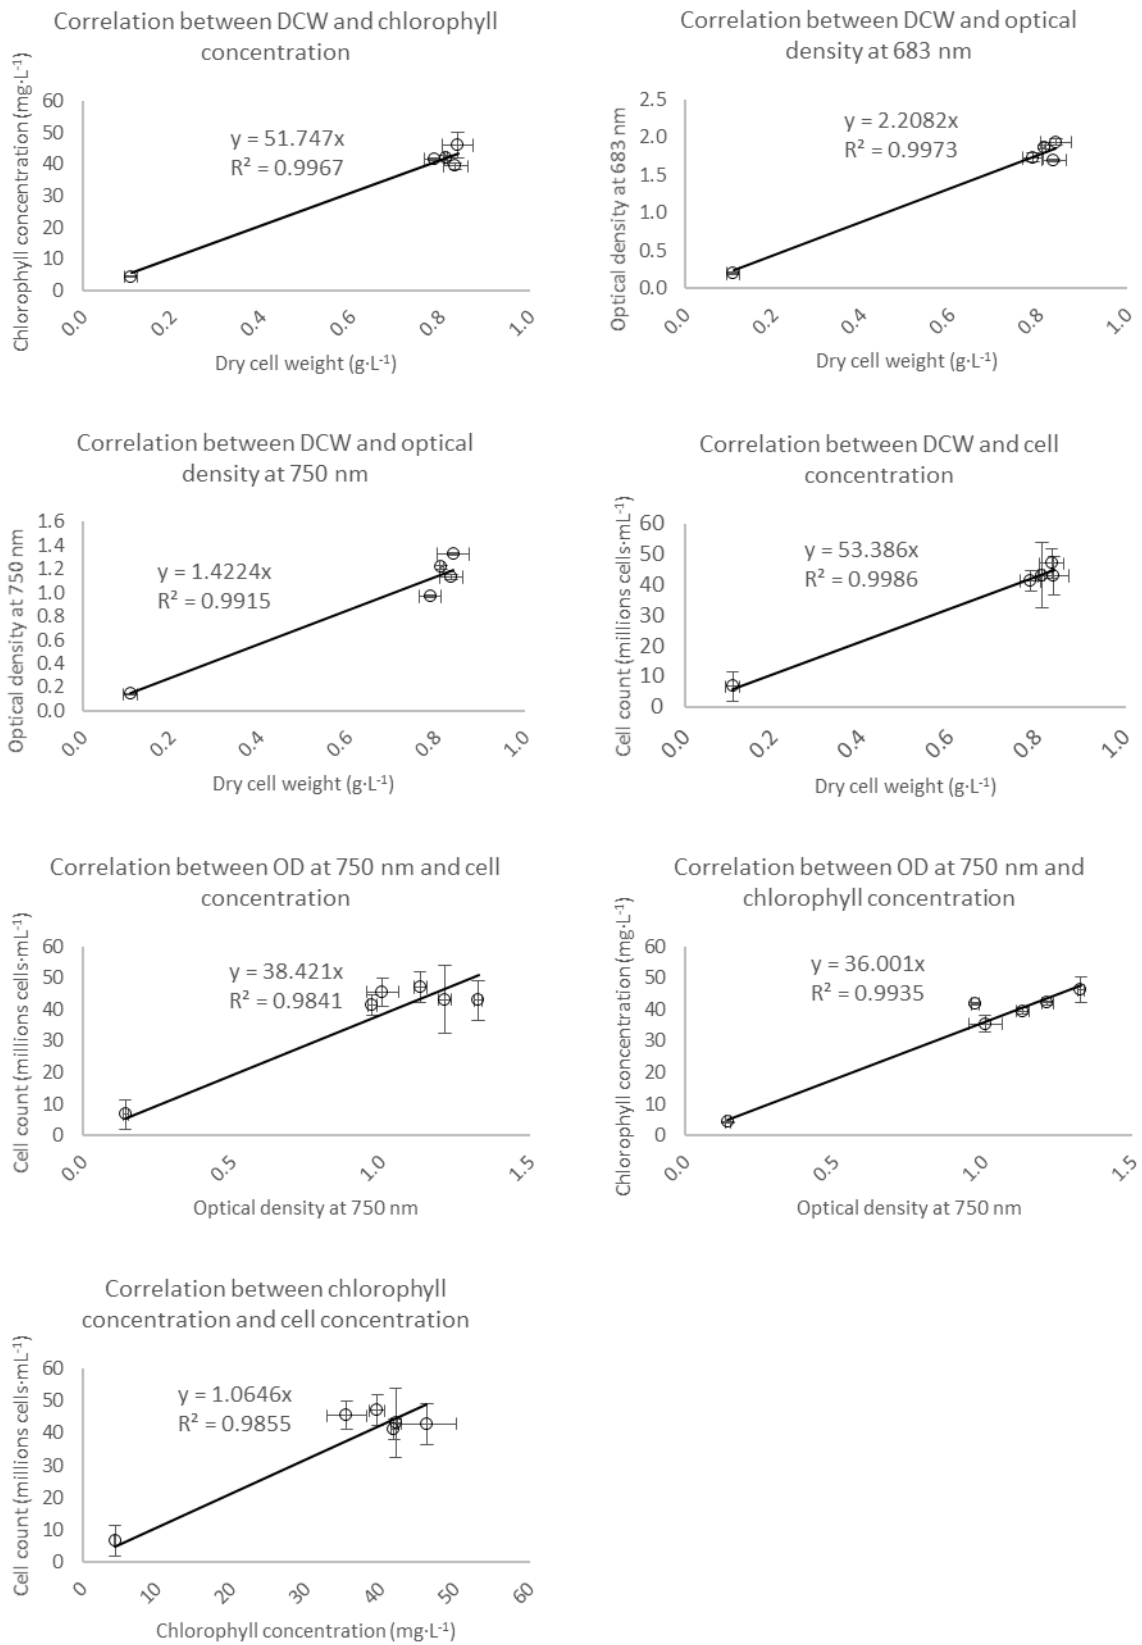 Correlation between DCW and chlorophyll
concentration
Chlorophyll concentration (mg·L⁻¹)
60
50
40
30
20
10
0
y = 51.747x
R² = 0.9967
0.0 0.2 0.4 0.6 0.8 1.0
Dry cell weight (g·L⁻¹)
Correlation between DCW and optical
density at 683 nm
Optical density at 683 nm
2.5
2.0
1.5
1.0
0.5
0.0
y = 2.2082x
R² = 0.9973
0.0 0.2 0.4 0.6 0.8 1.0
Dry cell weight (g·L⁻¹)
Correlation between DCW and optical
density at 750 nm
Optical density at 750 nm
1.6
1.4
1.2
1.0
0.8
0.6
0.4
0.2
0.0
y = 1.4224x
R² = 0.9915
0.0 0.2 0.4 0.6 0.8 1.0
Dry cell weight (g·L⁻¹)
Correlation between DCW and cell
concentration
Cell count (millions cells·mL⁻¹)
60
50
40
30
20
10
0
y = 53.386x
R² = 0.9986
0.0 0.2 0.4 0.6 0.8 1.0
Dry cell weight (g·L⁻¹)
Correlation between OD at 750 nm and cell
concentration
Cell count (millions cells·mL⁻¹)
60
50
40
30
20
10
0
y = 38.421x
R² = 0.9841
0.0 0.5 1.0 1.5
Optical density at 750 nm
Correlation between OD at 750 nm and
chlorophyll concentration
Chlorophyll concentration (mg·L⁻¹)
60
50
40
30
20
10
0
y = 36.001x
R² = 0.9935
0.0 0.5 1.0 1.5
Optical density at 750 nm
Correlation between chlorophyll
concentration and cell concentration
Cell count (millions cells·mL⁻¹)
60
50
40
30
20
10
0
y = 1.0646x
R² = 0.9855
0 10 20 30 40 50 60
Chlorophyll concentration (mg·L⁻¹)